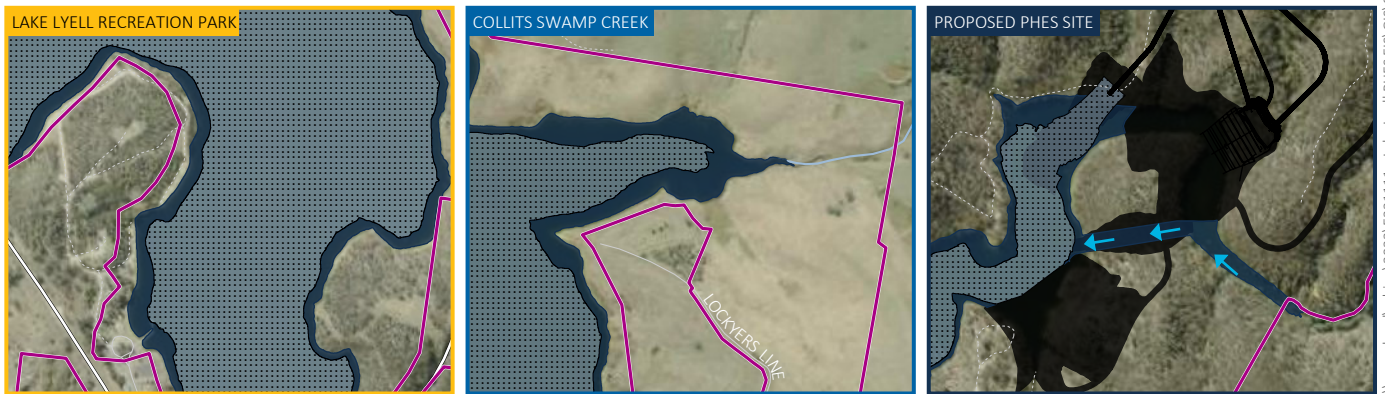 LAKE LYELL RECREATION PARK
COLLITS SWAMP CREEK
PROPOSED PHES SITE
LOCKYERS LINE